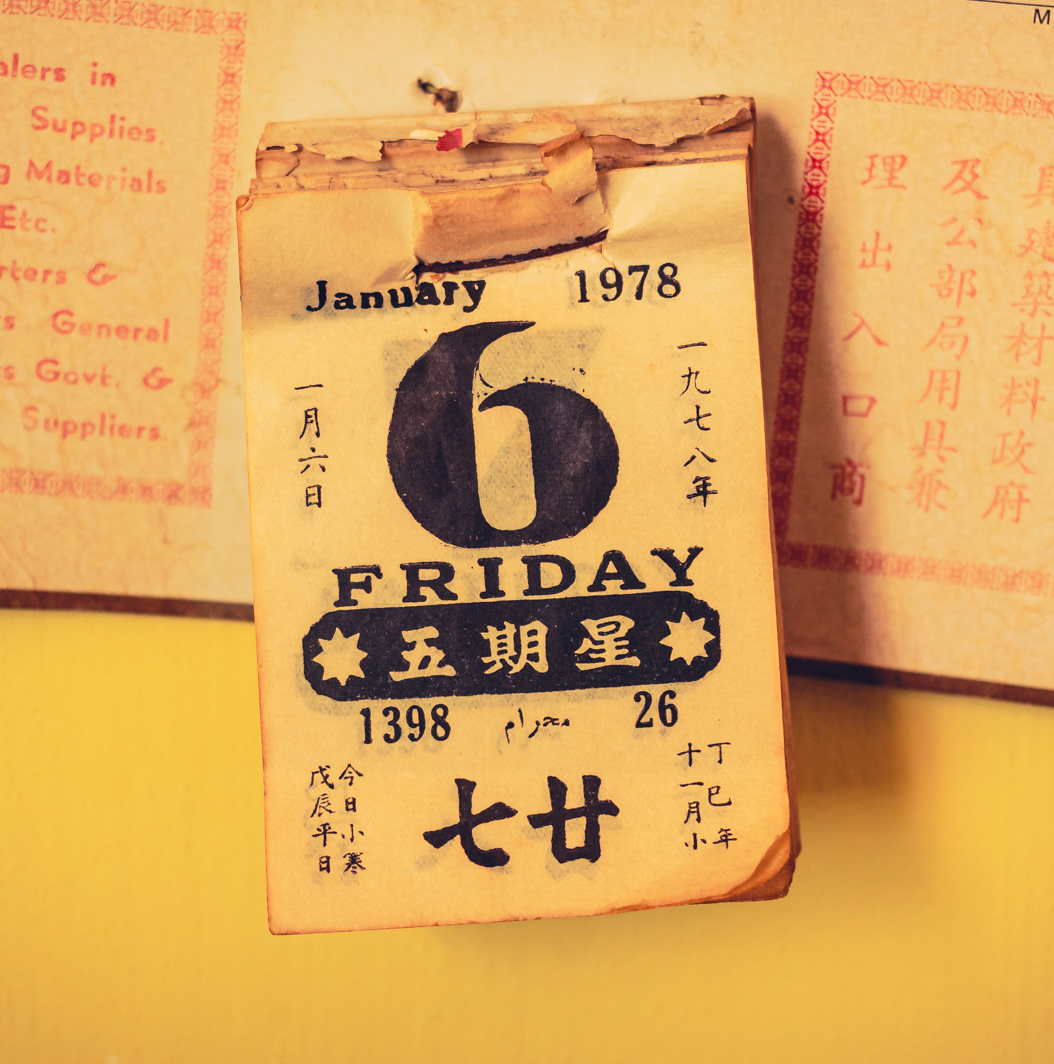 alers in
Supplies,
g Materials
Etc.
rters &
s General
s Govt. &
Suppliers
January 1978
一九七八年
6
一月六日
FRIDAY
星期五
1398 26
丁巳年
十一月小
廿七
今日小寒
戊辰平日
M
具建築材料政府
及公部局用具兼
理出入口商